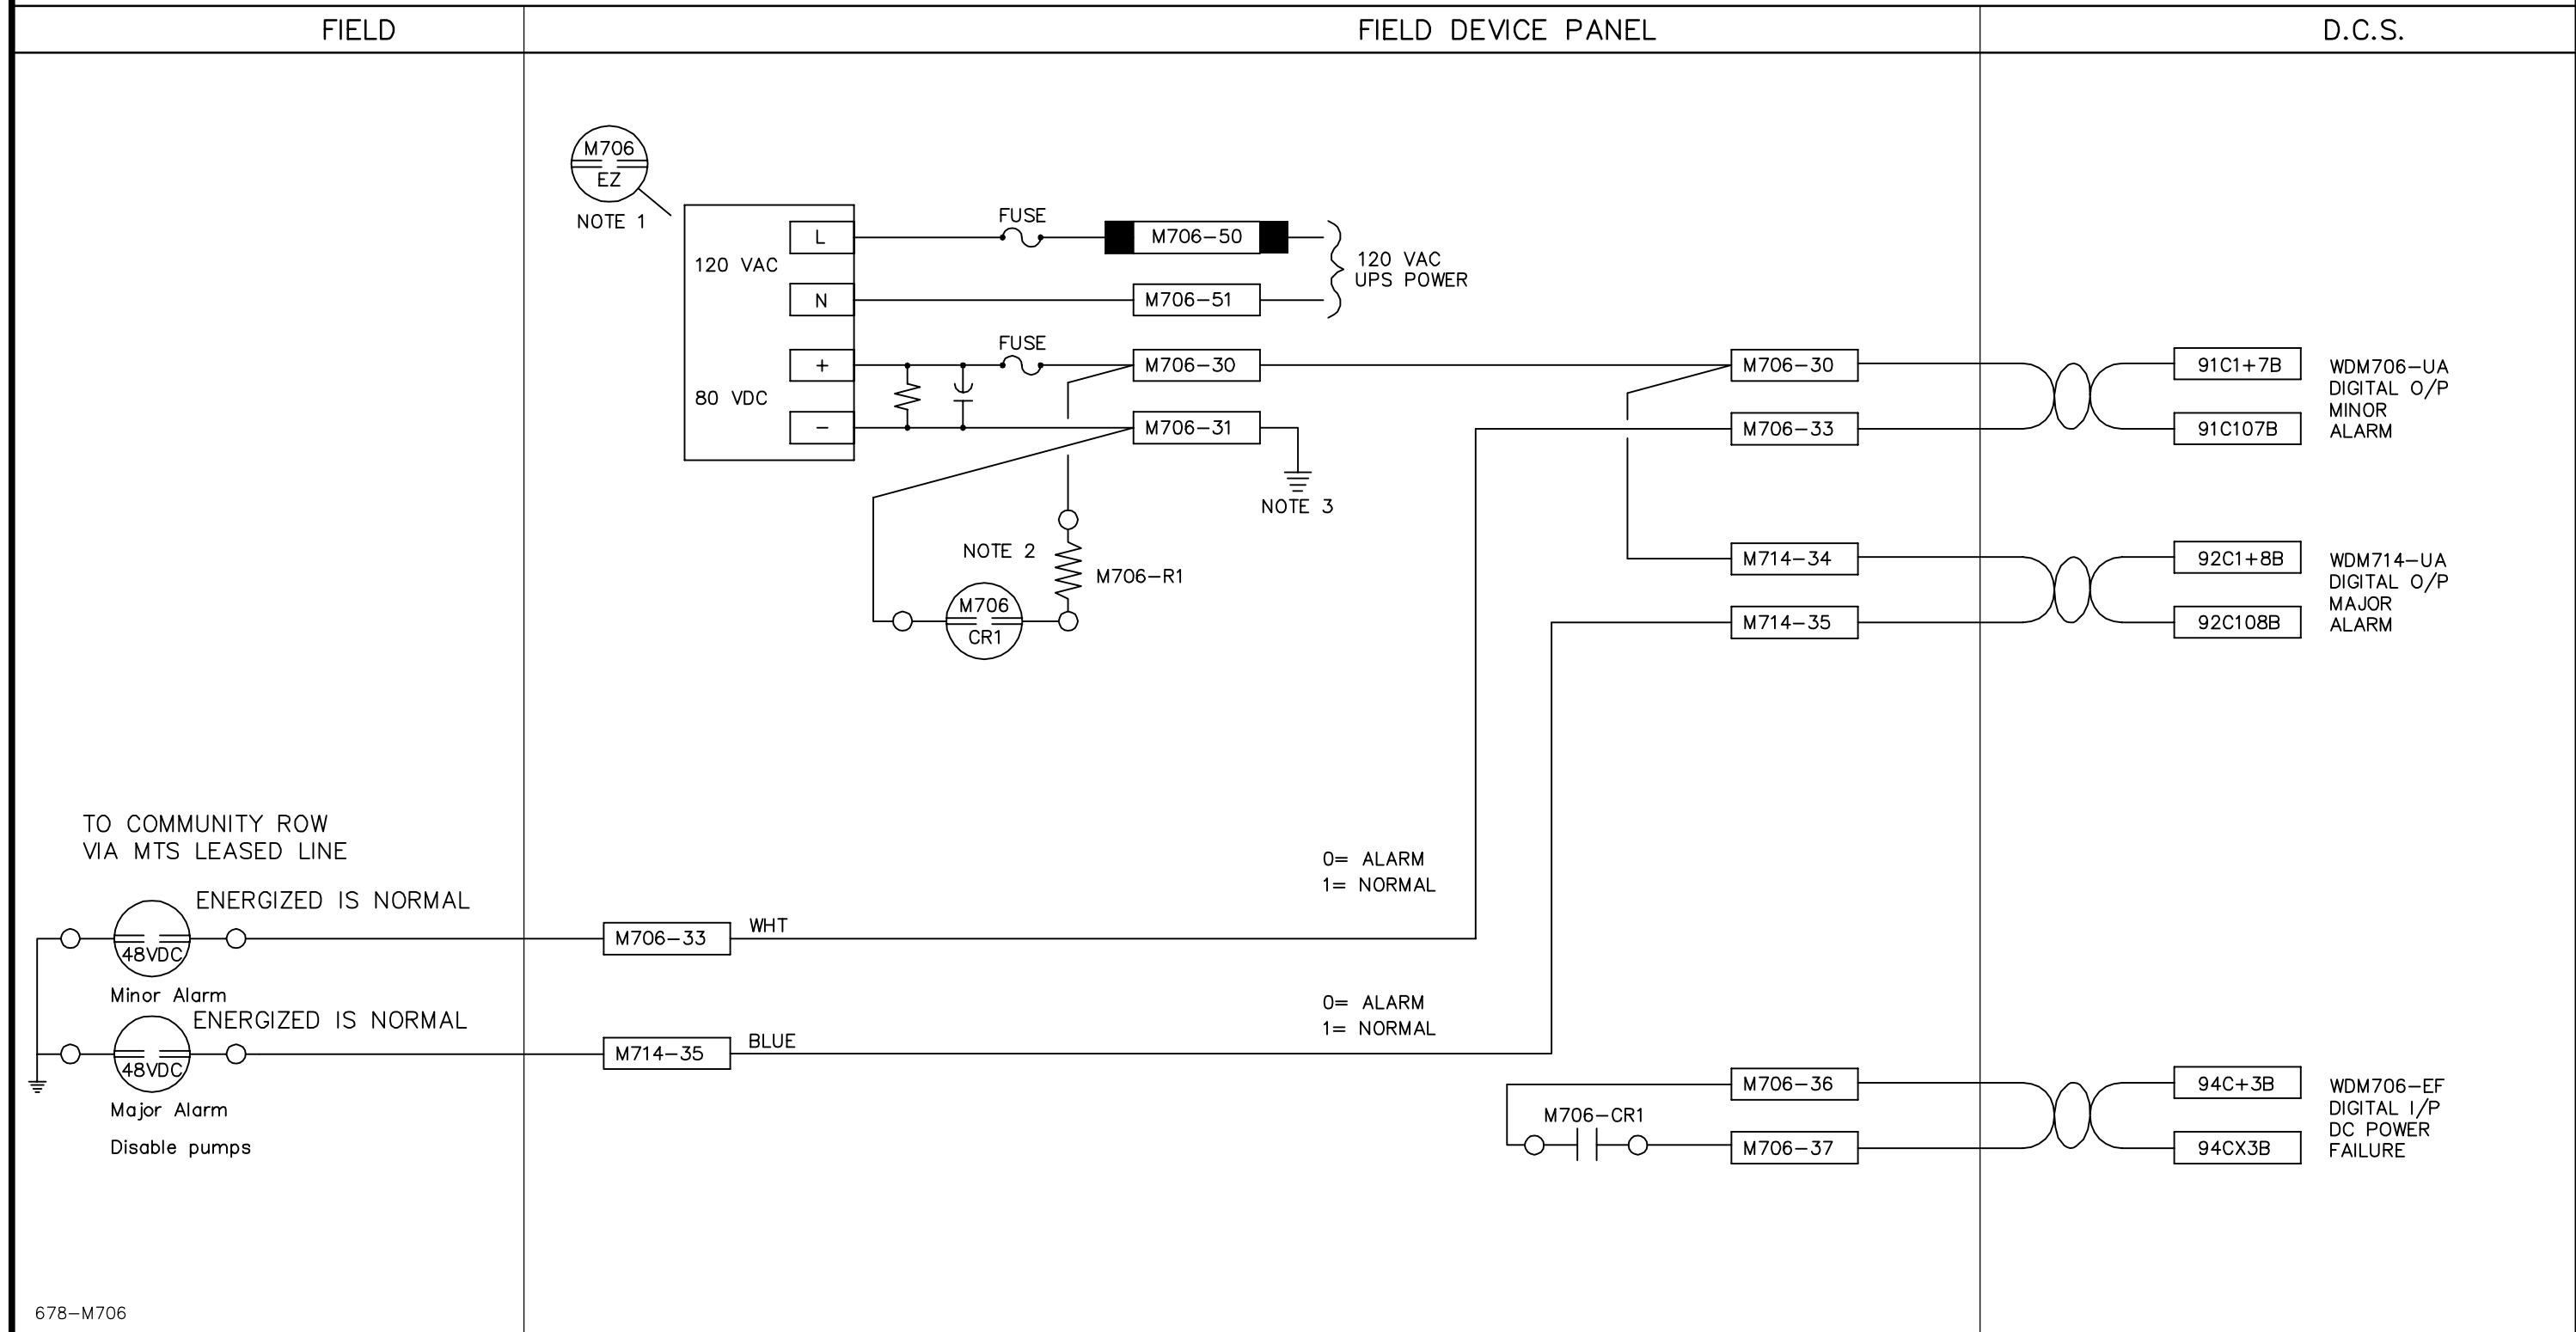 FIELD
FIELD DEVICE PANEL
D.C.S.
M706
EZ
NOTE 1
120 VAC
L
N
80 VDC
+
−
FUSE
M706-50
M706-51
120 VAC
UPS POWER
FUSE
M706-30
M706-31
NOTE 3
NOTE 2
M706-R1
M706
CR1
M706-30
M706-33
91C1+7B
91C107B
WDM706-UA
DIGITAL O/P
MINOR
ALARM
M714-34
M714-35
92C1+8B
92C108B
WDM714-UA
DIGITAL O/P
MAJOR
ALARM
TO COMMUNITY ROW
VIA MTS LEASED LINE
ENERGIZED IS NORMAL
48VDC
Minor Alarm
M706-33
WHT
0= ALARM
1= NORMAL
ENERGIZED IS NORMAL
48VDC
Major Alarm
Disable pumps
M714-35
BLUE
0= ALARM
1= NORMAL
M706-CR1
M706-36
M706-37
94C+3B
94CX3B
WDM706-EF
DIGITAL I/P
DC POWER
FAILURE
678-M706